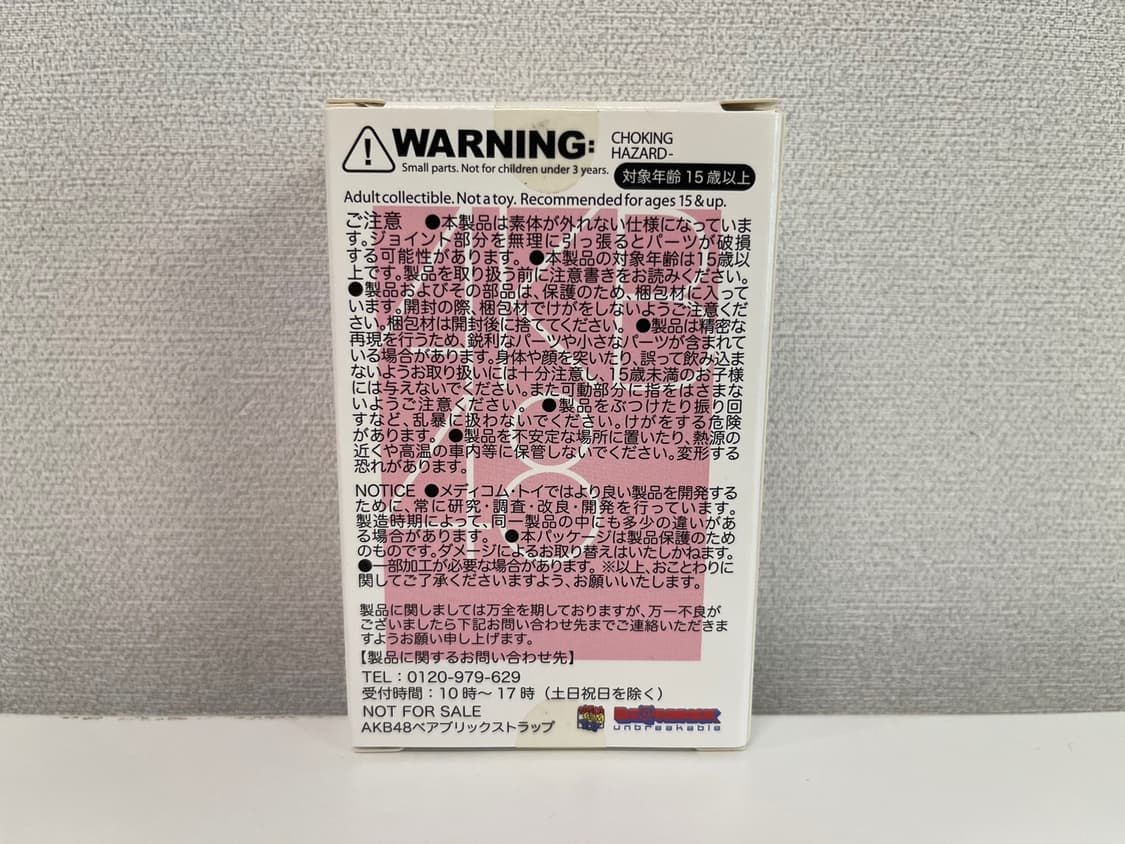 WARNING: CHOKING
HAZARD-
Small parts. Not for children under 3 years.
対象年齢 15 歳以上
Adult collectible. Not a toy. Recommended for ages 15 & up.
ご注意 ●本製品は素体が外れない仕様になっていま
す。ジョイント部分を無理に引っ張るとパーツが破損
する可能性があります。 ●本製品の対象年齢は15歳以
上です。製品を取り扱う前に注意書きをお読みください。
●製品およびその部品は、保護のため、梱包材に入って
います。開封の際、梱包材でけがをしないようご注意くだ
さい。梱包材は開封後に捨ててください。 ●製品は精密な
再現を行うため、鋭利なパーツや小さなパーツが含まれて
いる場合があります。身体や顔を突いたり、誤って飲み込ま
ないようお取り扱いには十分注意し、15歳未満のお子様
には与えないでください。また可動部分に指をはさまな
いようご注意ください。 ●製品をぶつけたり振り回
すなど、乱暴に扱わないでください。けがをする危険
があります。 ●製品を不安定な場所に置いたり、熱源の
近くや高温の車内等に保管しないでください。変形する
恐れがあります。
NOTICE ●メディコム・トイではより良い製品を開発する
ために、常に研究・調査・改良・開発を行っています。
製造時期によって、同一製品の中にも多少の違いがあ
る場合があります。 ●本パッケージは製品保護のため
のものです。ダメージによるお取り替えはいたしかねます。
●一部加工が必要な場合があります。 ※以上、おことわりに
関してご了承くださいますよう、お願いいたします。
製品に関しましては万全を期しておりますが、万一不良が
ございましたら下記お問い合わせ先までご連絡いただきま
すようお願い申し上げます。
【製品に関するお問い合わせ先】
TEL：0120-979-629
受付時間：10時～17時（土日祝日を除く）
NOT FOR SALE
AKB48ベアブリックストラップ
BE@RBRICK
unbreakable
AKB
48